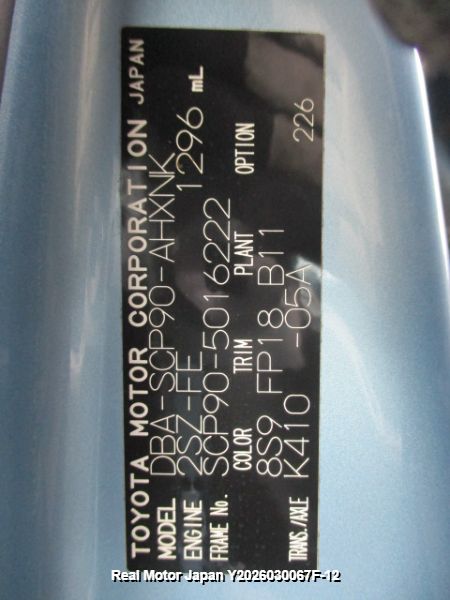 TOYOTA MOTOR CORPORATION JAPAN
MODEL DBA-SCP90-AHXNK
ENGINE 2SZ-FE 1296 mL
FRAME No. SCP90-5016222
COLOR TRIM PLANT OPTION
8S9 FP18 B11 226
TRANS./AXLE K410 -05A
Real Motor Japan Y2026030067F-12